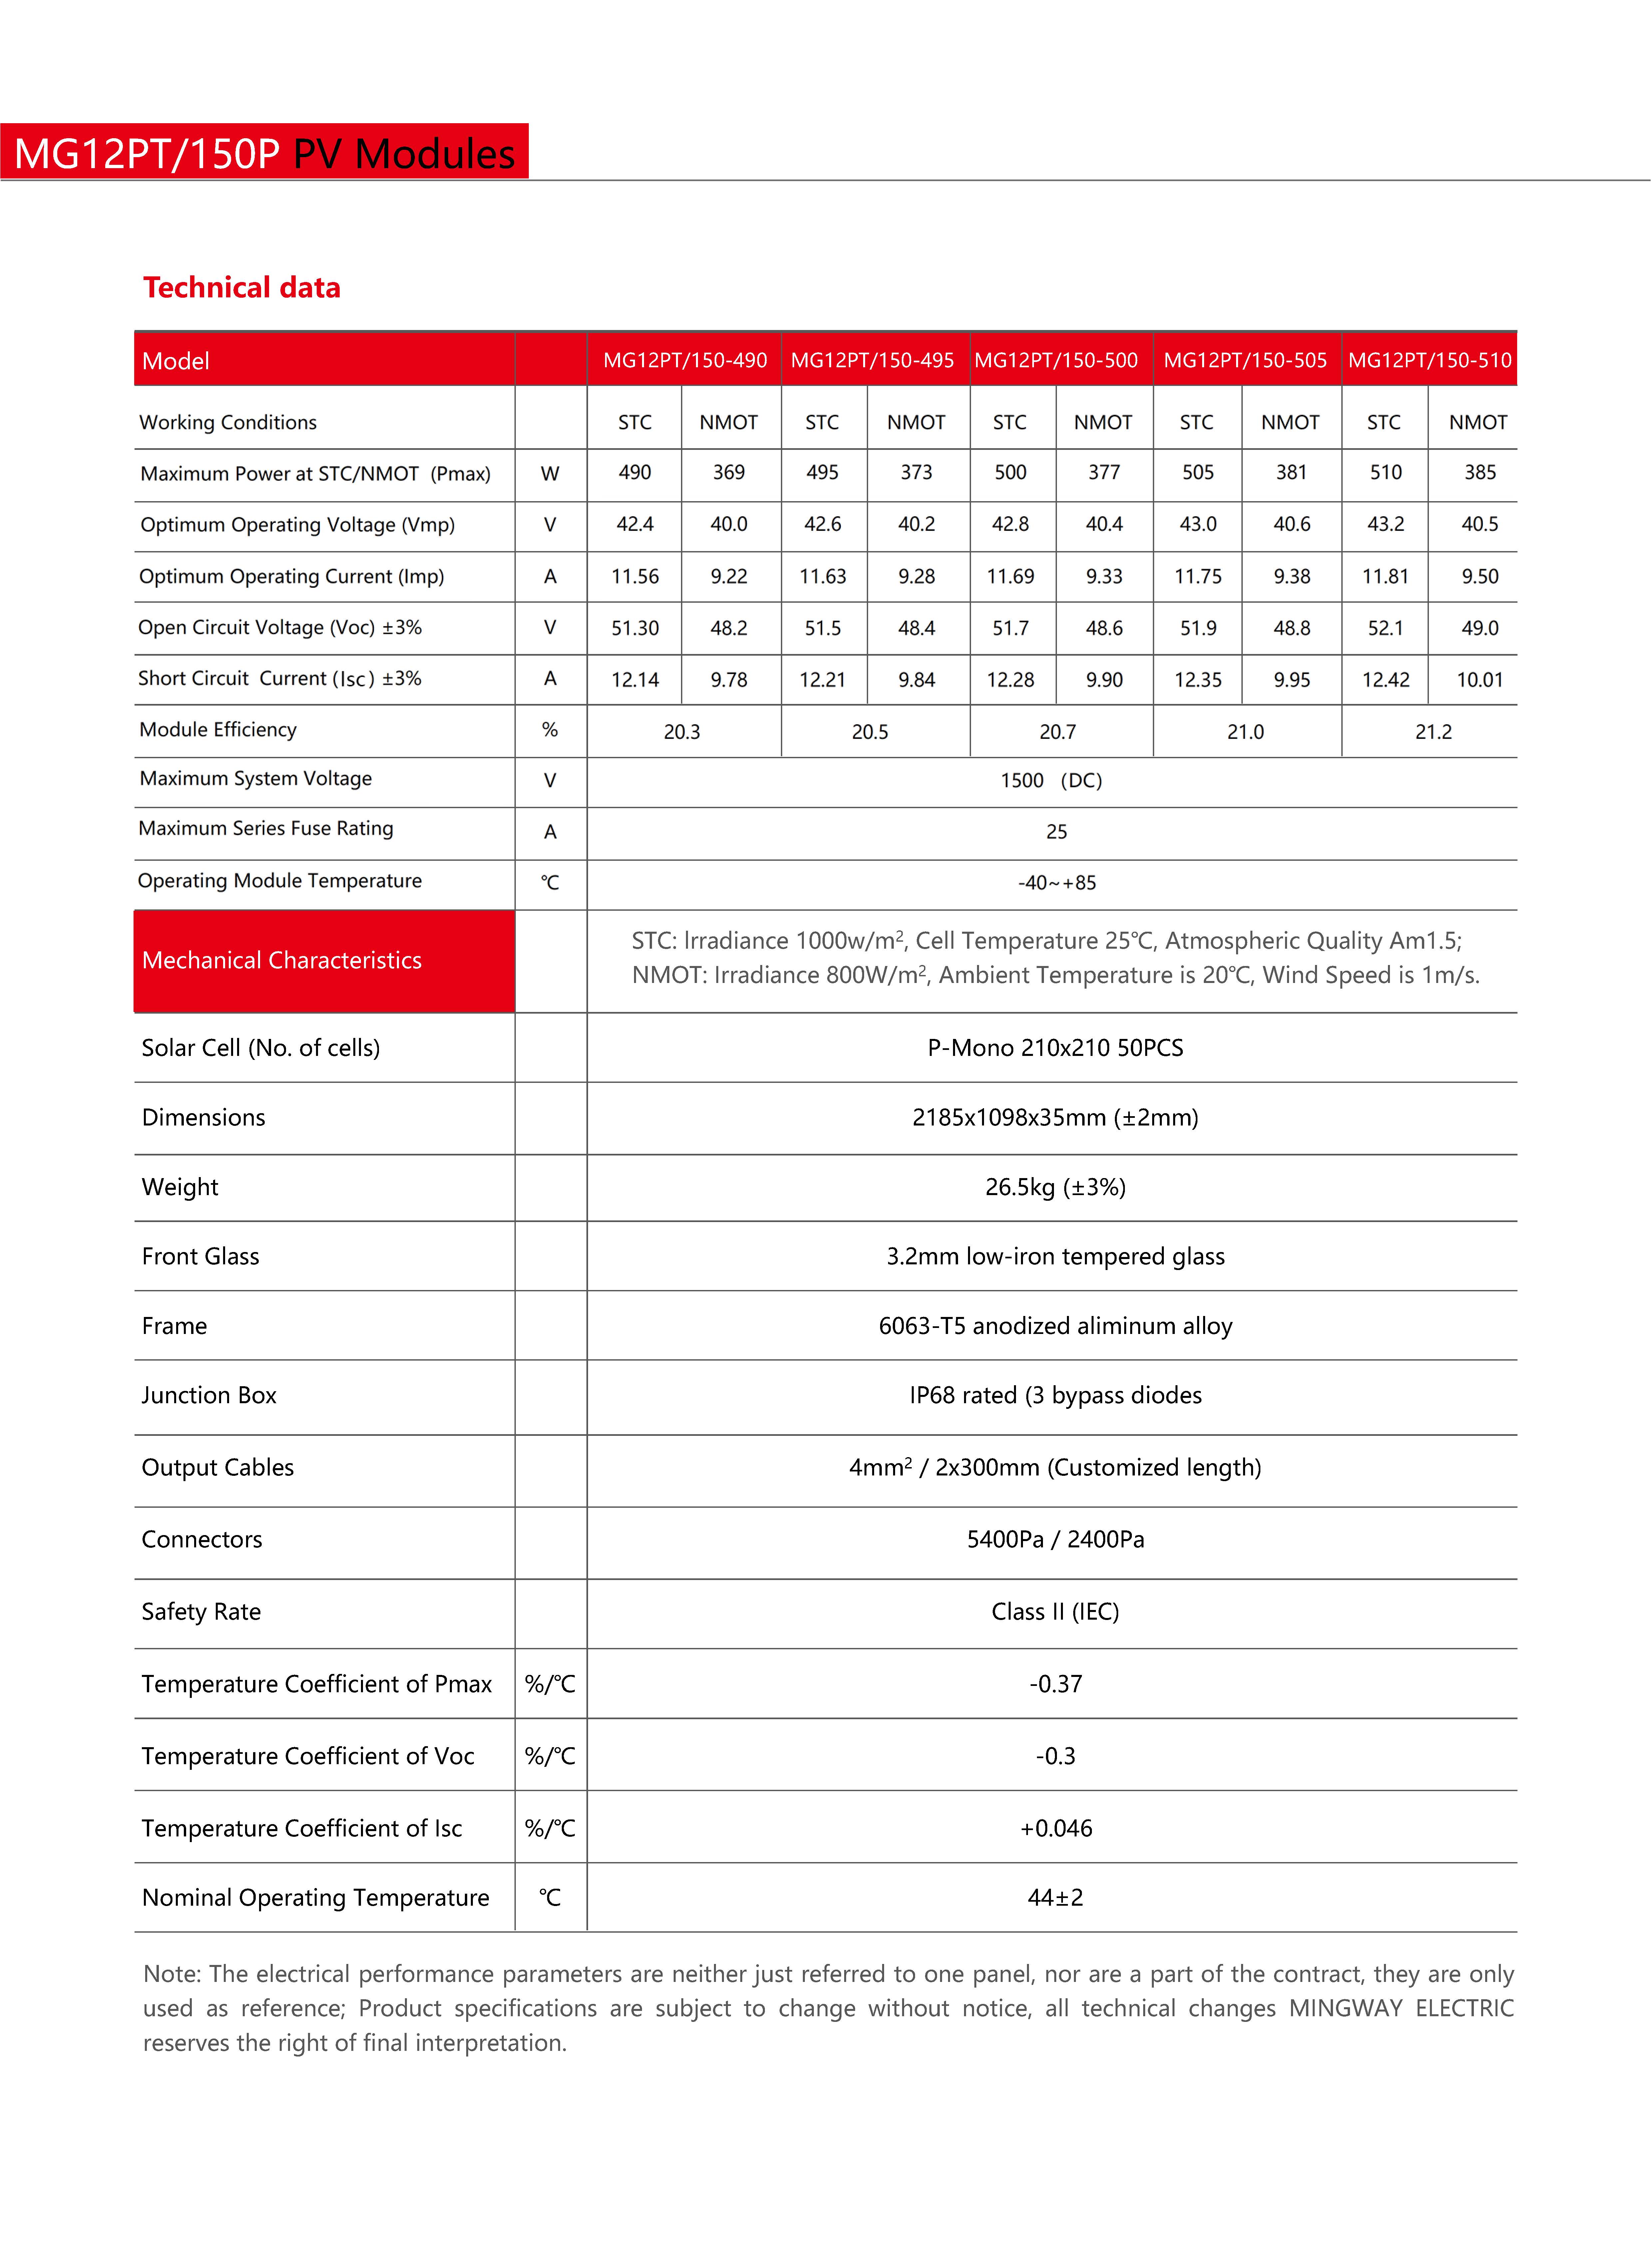 MG12PT/150P PV Modules
Technical data
Model MG12PT/150-490 MG12PT/150-495 MG12PT/150-500 MG12PT/150-505 MG12PT/150-510
Working Conditions STC NMOT STC NMOT STC NMOT STC NMOT STC NMOT
Maximum Power at STC/NMOT (Pmax) W 490 369 495 373 500 377 505 381 510 385
Optimum Operating Voltage (Vmp) V 42.4 40.0 42.6 40.2 42.8 40.4 43.0 40.6 43.2 40.5
Optimum Operating Current (Imp) A 11.56 9.22 11.63 9.28 11.69 9.33 11.75 9.38 11.81 9.50
Open Circuit Voltage (Voc) ±3% V 51.30 48.2 51.5 48.4 51.7 48.6 51.9 48.8 52.1 49.0
Short Circuit Current (Isc) ±3% A 12.14 9.78 12.21 9.84 12.28 9.90 12.35 9.95 12.42 10.01
Module Efficiency % 20.3 20.5 20.7 21.0 21.2
Maximum System Voltage V 1500 (DC)
Maximum Series Fuse Rating A 25
Operating Module Temperature ℃ -40~+85
Mechanical Characteristics
STC: Irradiance 1000w/m², Cell Temperature 25℃, Atmospheric Quality Am1.5;
NMOT: Irradiance 800W/m², Ambient Temperature is 20℃, Wind Speed is 1m/s.
Solar Cell (No. of cells) P-Mono 210x210 50PCS
Dimensions 2185x1098x35mm (±2mm)
Weight 26.5kg (±3%)
Front Glass 3.2mm low-iron tempered glass
Frame 6063-T5 anodized aliminum alloy
Junction Box IP68 rated (3 bypass diodes
Output Cables 4mm² / 2x300mm (Customized length)
Connectors 5400Pa / 2400Pa
Safety Rate Class II (IEC)
Temperature Coefficient of Pmax %/℃ -0.37
Temperature Coefficient of Voc %/℃ -0.3
Temperature Coefficient of Isc %/℃ +0.046
Nominal Operating Temperature ℃ 44±2
Note: The electrical performance parameters are neither just referred to one panel, nor are a part of the contract, they are only
used as reference; Product specifications are subject to change without notice, all technical changes MINGWAY ELECTRIC
reserves the right of final interpretation.